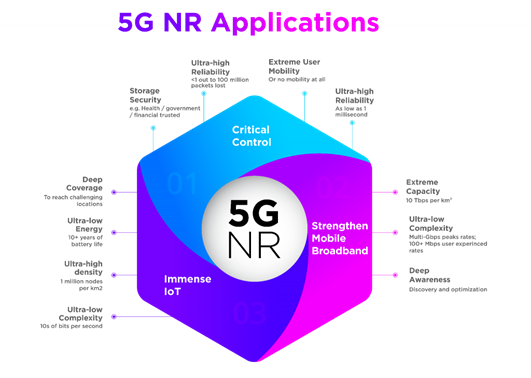 5G NR Applications
Ultra-high
Reliability
<1 out to 100 million
packets lost
Extreme User
Mobility
Or no mobility at all
Storage
Security
e.g. Health / government
/ financial trusted
Ultra-high
Reliability
As low as 1
millisecond
Critical
Control
01
Deep
Coverage
To reach challenging
locations
Ultra-low
Energy
10+ years of
battery life
Ultra-high
density
1 million nodes
per km2
Ultra-low
Complexity
10s of bits per second
5G
NR
Strengthen
Mobile
Broadband
Immense
IoT
03
Extreme
Capacity
10 Tbps per km²
Ultra-low
Complexity
Multi-Gbps peaks rates;
100+ Mbps user experinced
rates
Deep
Awareness
Discovery and optimization